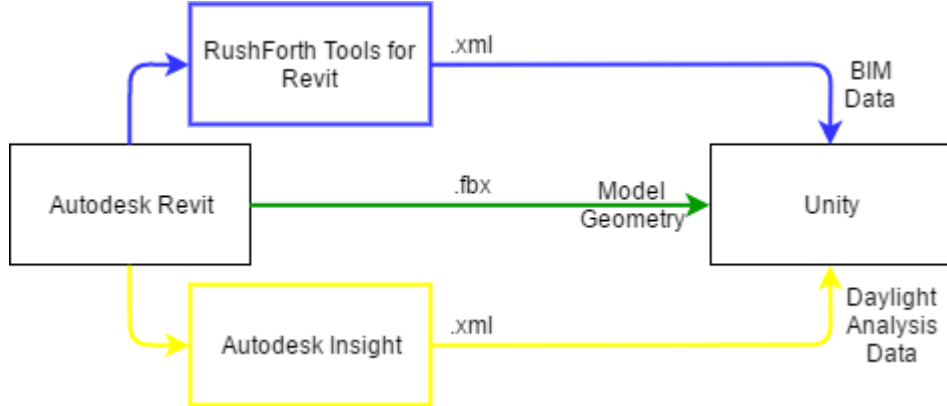 RushForth Tools for
Revit
.xml
BIM
Data
Autodesk Revit
.fbx
Model
Geometry
Unity
Autodesk Insight
.xml
Daylight
Analysis
Data